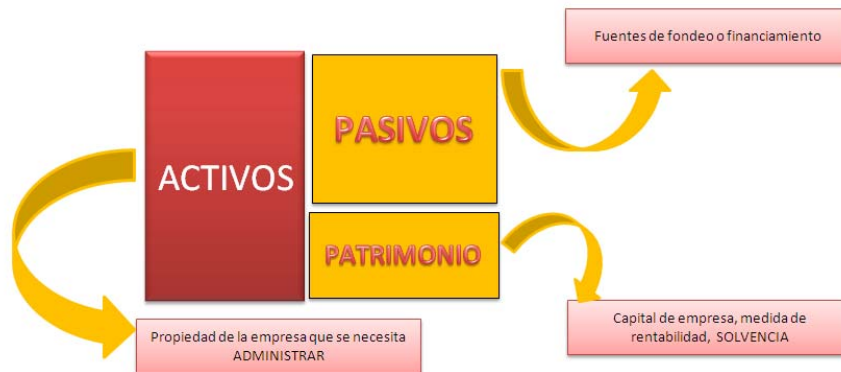 Fuentes de fondeo o financiamiento
PASIVOS
ACTIVOS
PATRIMONIO
Propiedad de la empresa que se necesita
ADMINISTRAR
Capital de empresa, medida de
rentabilidad, SOLVENCIA